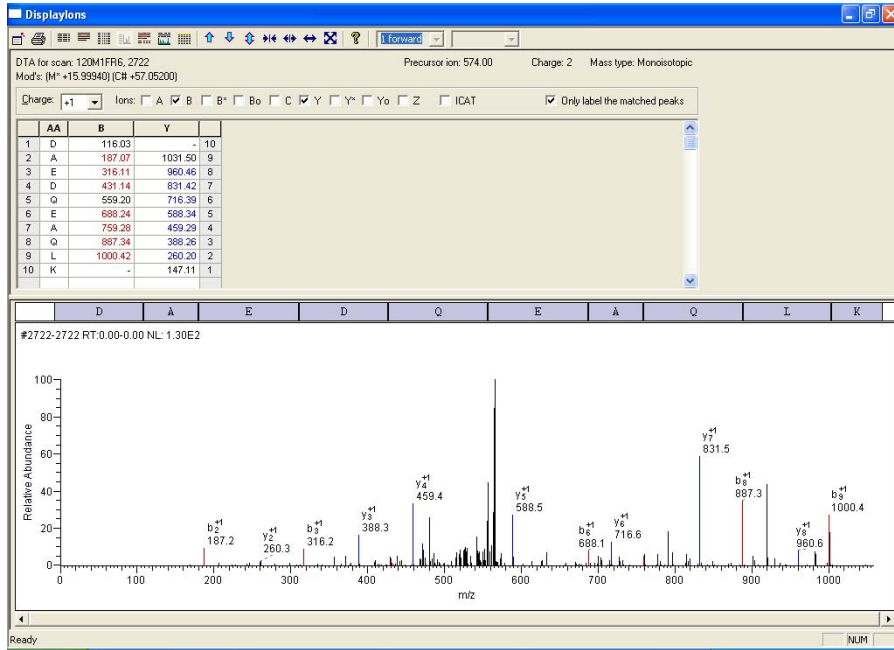 DisplayIons
1 forward
DTA for scan: 120M1FR6, 2722 Precursor ion: 574.00 Charge: 2 Mass type: Monoisotopic
Mod's: (M* +15.99940) (C# +57.05200)
Charge: +1 Ions: A B B* Bo C Y Y* Yo Z ICAT Only label the matched peaks
AA B Y
1 D 116.03 - 10
2 A 187.07 1031.50 9
3 E 316.11 960.46 8
4 D 431.14 831.42 7
5 Q 559.20 716.39 6
6 E 688.24 588.34 5
7 A 759.28 459.29 4
8 Q 887.34 388.26 3
9 L 1000.42 260.20 2
10 K - 147.11 1
D A E D Q E A Q L K
#2722-2722 RT:0.00-0.00 NL: 1.30E2
Relative Abundance
100
80
60
40
20
0
b2+1
187.2
y2+1
260.3
b3+1
316.2
y3+1
388.3
y4+1
459.4
y5+1
588.5
b6+1
688.1
y6+1
716.6
y7+1
831.5
b8+1
887.3
y8+1
960.6
b9+1
1000.4
0 100 200 300 400 500 600 700 800 900 1000
m/z
Ready NUM